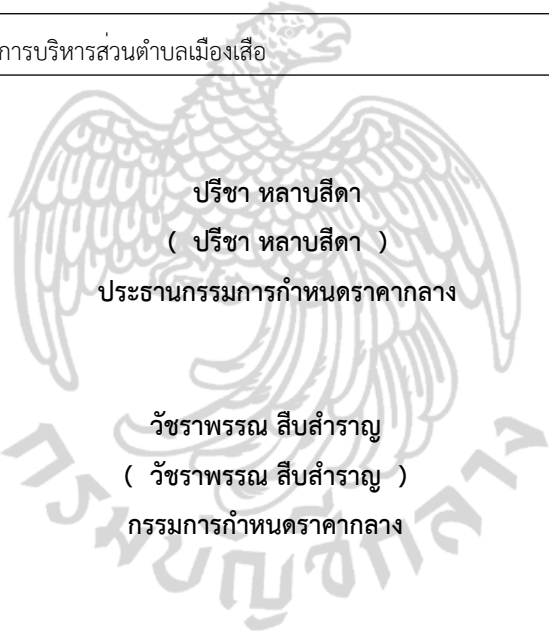 การบริหารส่วนตำบลเมืองเสือ
ปรีชา หลาบสีดา
( ปรีชา หลาบสีดา )
ประธานกรรมการกำหนดราคากลาง
วัชราพรรณ สืบสำราญ
( วัชราพรรณ สืบสำราญ )
กรรมการกำหนดราคากลาง
กรมบัญชีกลาง